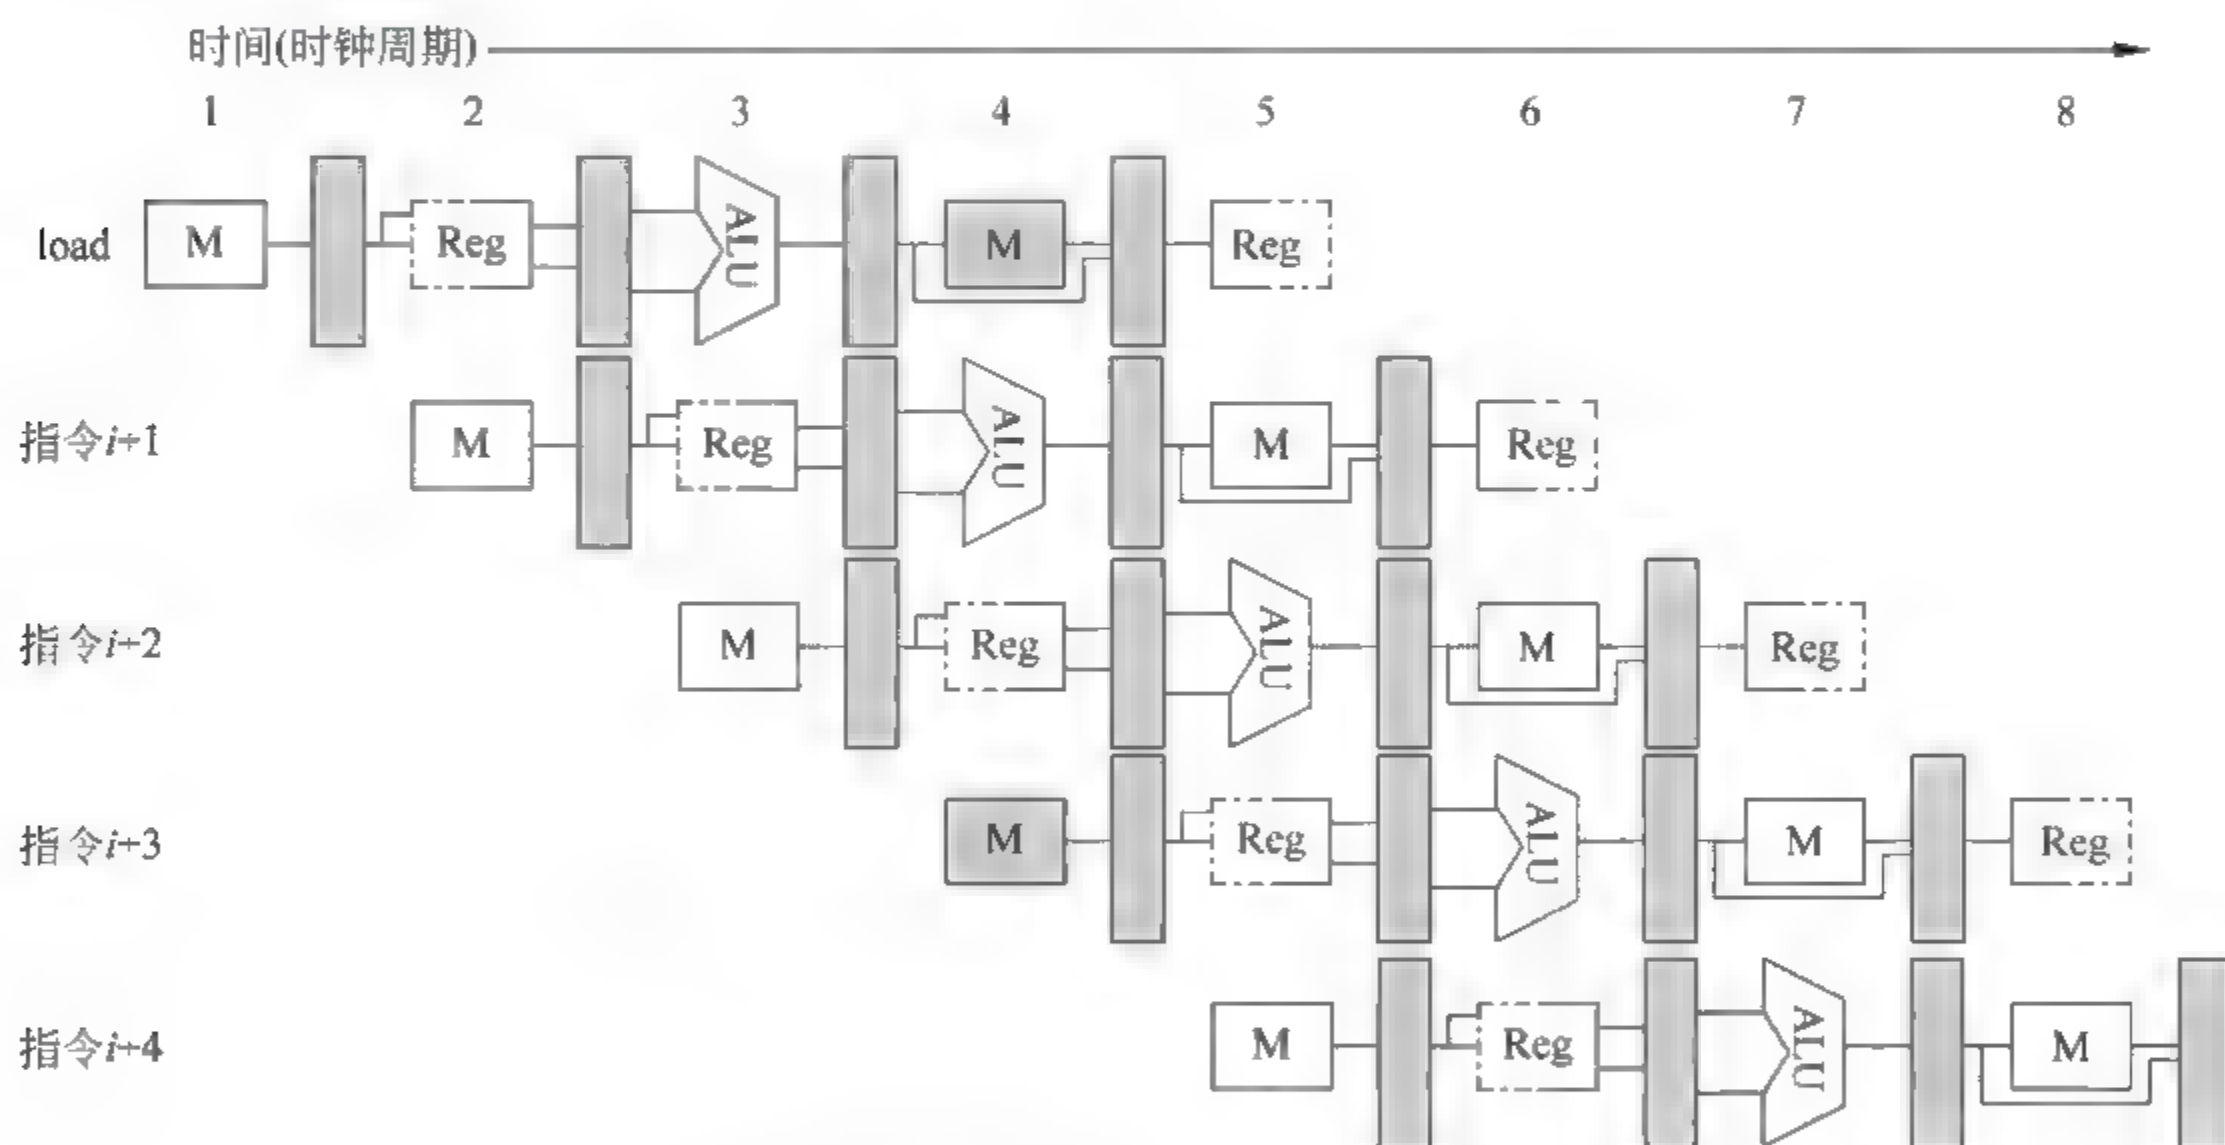 时间(时钟周期)
1 2 3 4 5 6 7 8
load M Reg ALU M Reg
指令i+1 M Reg ALU M Reg
指令i+2 M Reg ALU M Reg
指令i+3 M Reg ALU M Reg
指令i+4 M Reg ALU M